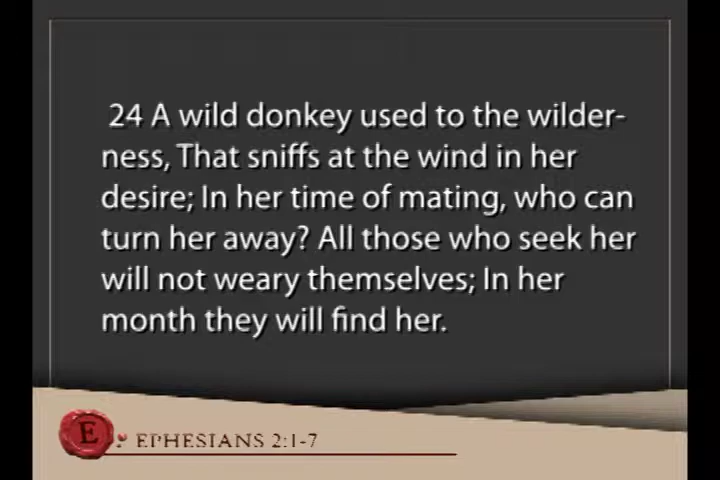 24 A wild donkey used to the wilder-
ness, That sniffs at the wind in her
desire; In her time of mating, who can
turn her away? All those who seek her
will not weary themselves; In her
month they will find her.
E
EPHESIANS 2:1-7